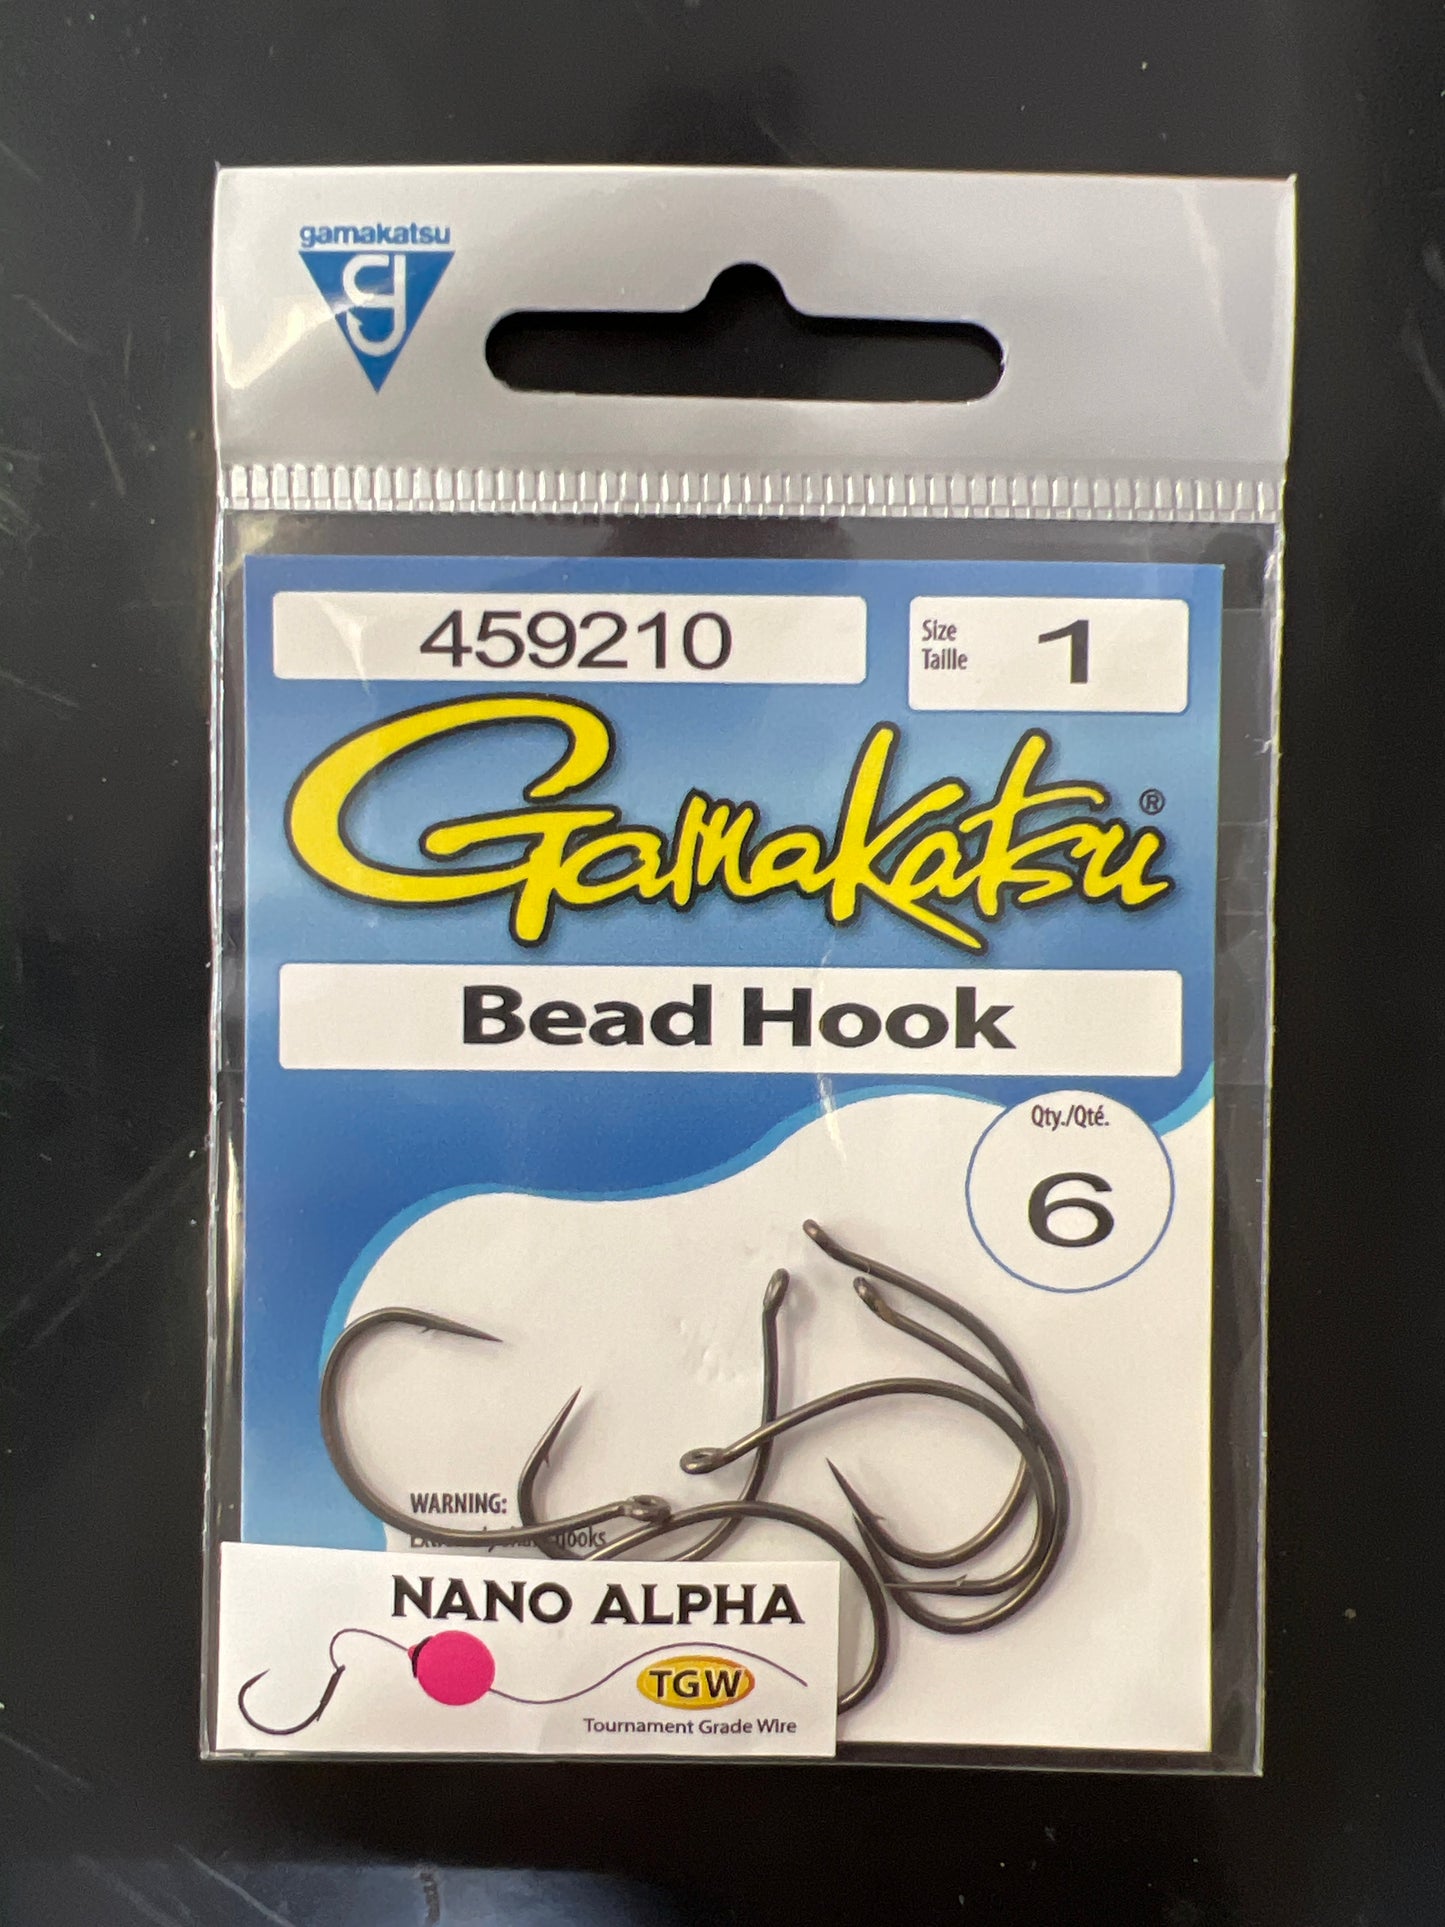 gamakatsu
459210
Size
Taille
1
Gamakatsu®
Bead Hook
Qty./Qté.
6
WARNING:
NANO ALPHA
TGW
Tournament Grade Wire